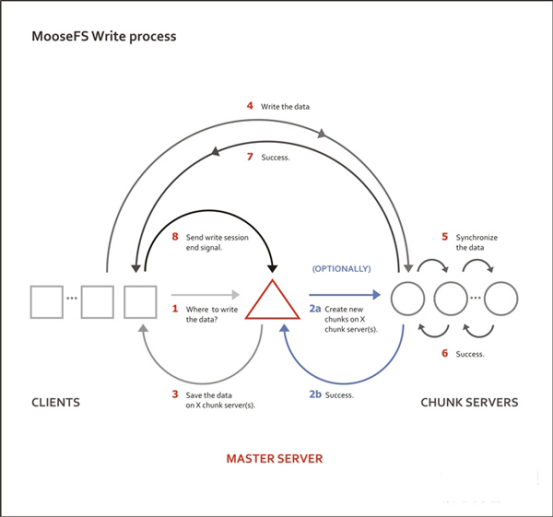 MooseFS Write process
4 Write the data
7 Success.
8 Send write session
end signal.
5 Synchronize
the data
(OPTIONALLY)
1 Where to write
the data?
2a Create new
chunks on X
chunk server(s).
6 Success.
3 Save the data
on X chunk server(s).
2b Success.
CLIENTS
CHUNK SERVERS
MASTER SERVER